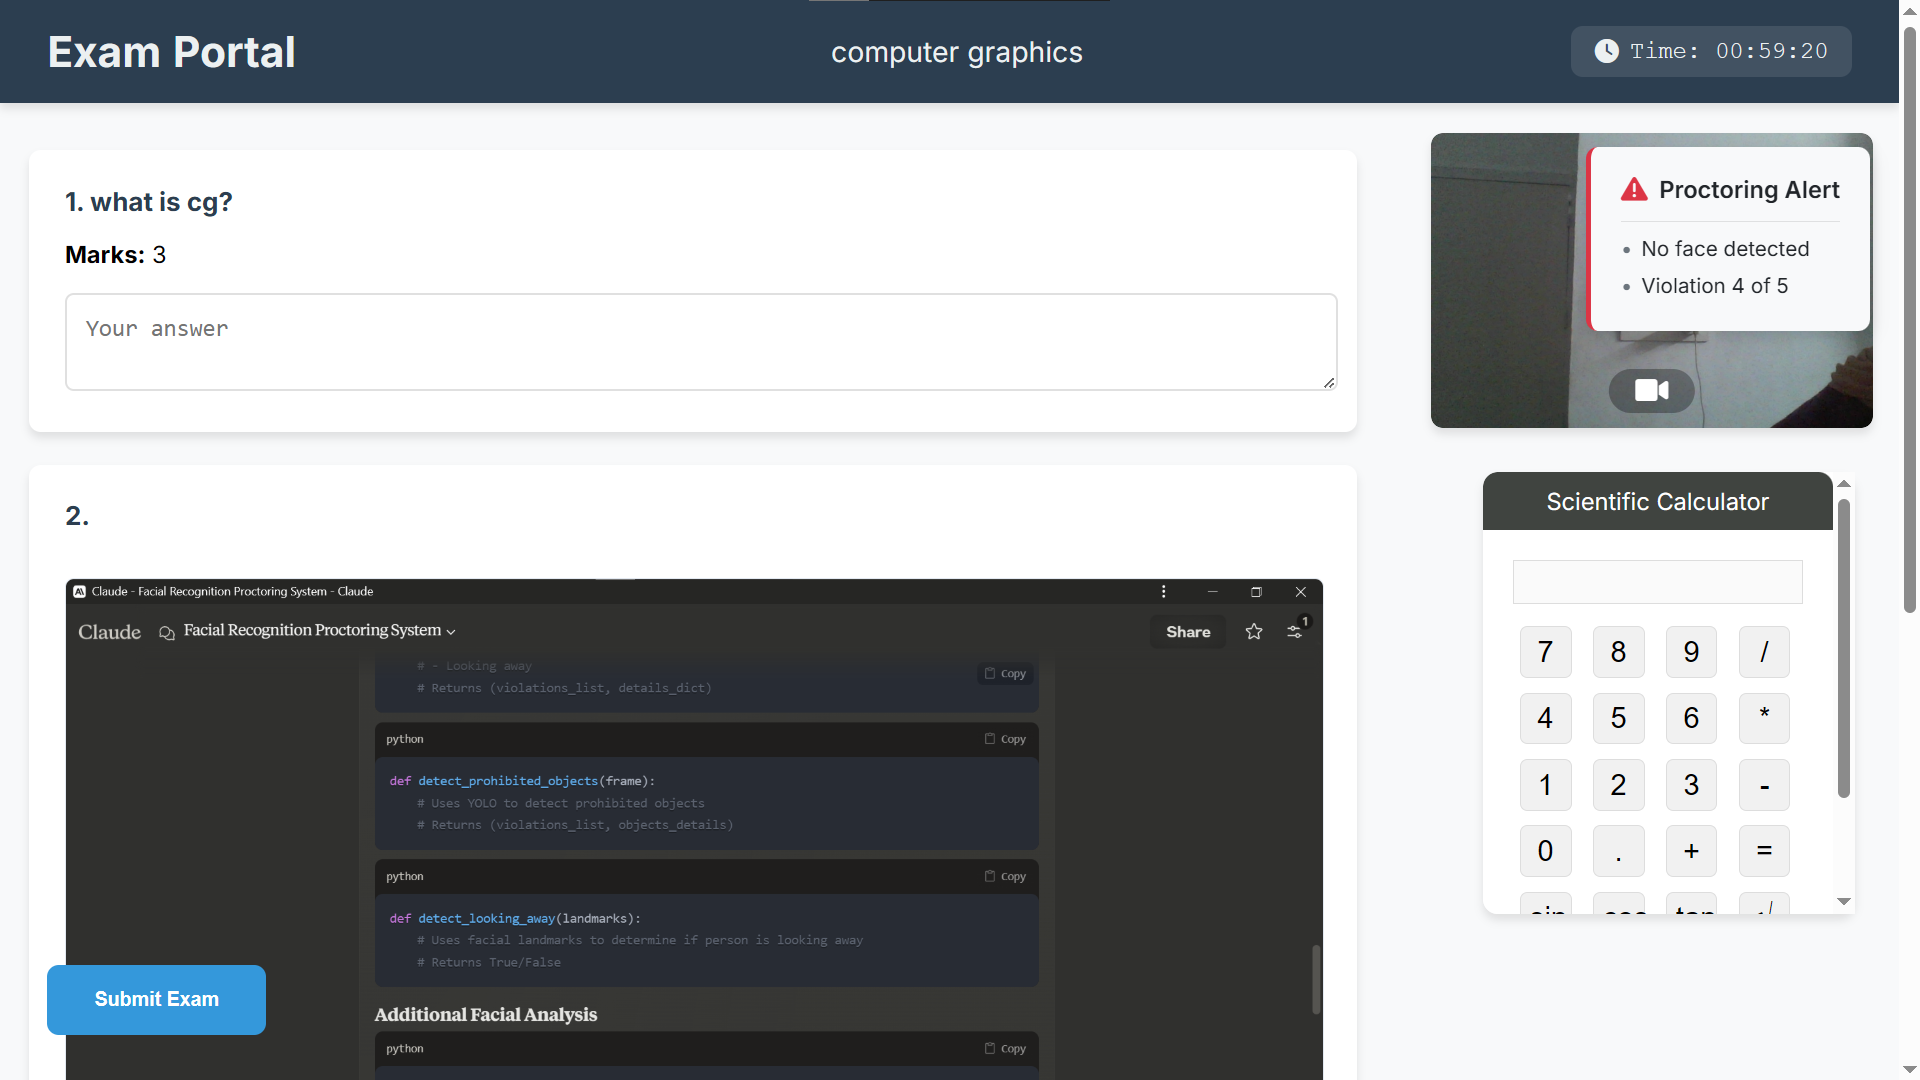 Exam Portal
computer graphics
Time: 00:59:20
1. what is cg?
Marks: 3
Your answer
Proctoring Alert
No face detected
Violation 4 of 5
2.
Claude - Facial Recognition Proctoring System - Claude
Claude
Facial Recognition Proctoring System
Share
1
# - Looking away
Copy
# Returns (violations_list, details_dict)
python
Copy
def detect_prohibited_objects(frame):
# Uses YOLO to detect prohibited objects
# Returns (violations_list, objects_details)
python
Copy
def detect_looking_away(landmarks):
# Uses facial landmarks to determine if person is looking away
# Returns True/False
Additional Facial Analysis
python
Copy
Submit Exam
Scientific Calculator
7 8 9 /
4 5 6 *
1 2 3 -
0 . + =
sin cos tan √